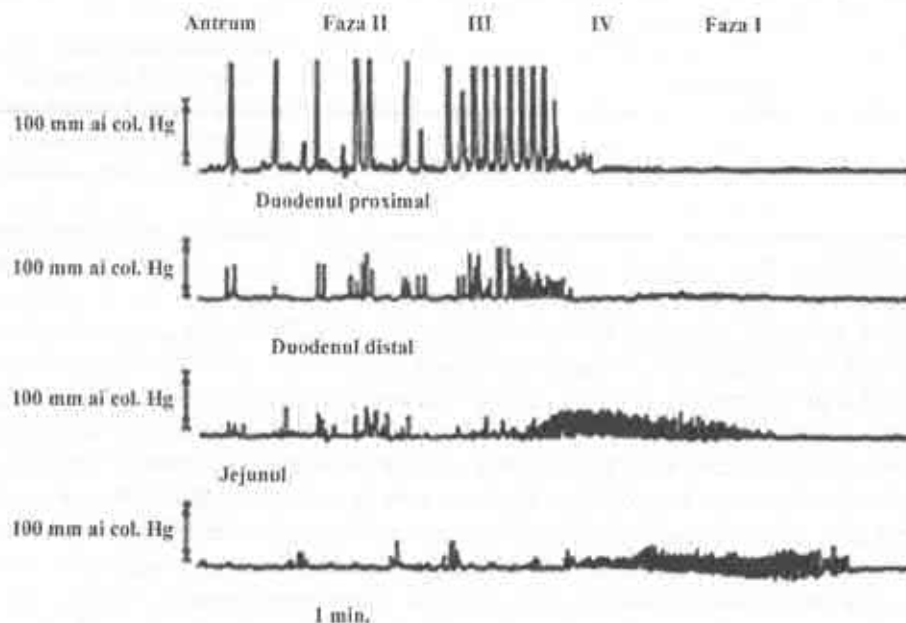 Antrum Faza II III IV Faza I
100 mm ai col. Hg
Duodenul proximal
100 mm ai col. Hg
Duodenul distal
100 mm ai col. Hg
Jejunul
100 mm ai col. Hg
1 min.